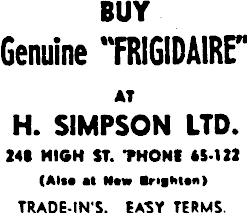 BUY
Genuine "FRIGIDAIRE"
AT
H. SIMPSON LTD.
248 HIGH ST. 'PHONE 65-122
(Also at New Brighton)
TRADE-IN'S. EASY TERMS.